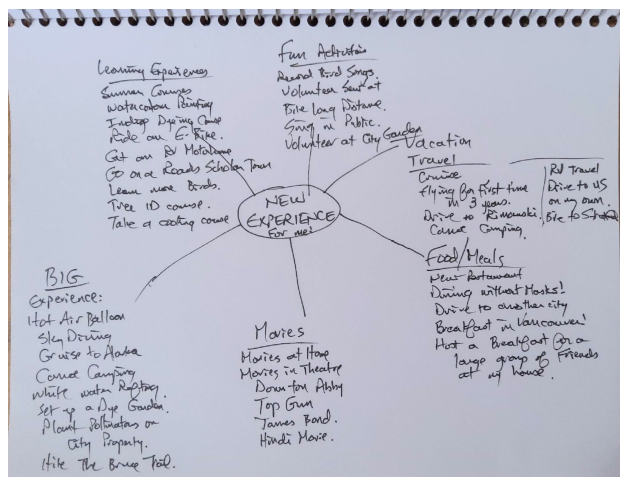 Learning Experiences
Summer Courses
Watercolour Painting
Indigo Dyeing Course
Ride an E-Bike.
Get on RV Motorhome
Go on a Roads Scholar Town
Learn more Birds.
Tree ID course.
Take a cooking course
Fun Activities
Record Bird Songs.
Volunteer at
Bike Long Distance.
Sing in Public.
Volunteer at City Garden
Vacation
Travel
Cruise
Flying for first time
in 3 years.
Drive to Rimouski.
Canoe Camping
RV Travel
Drive to US
on my own.
Bike to
NEW
EXPERIENCE
For me!
Food/Meals
New Restaurant
Dining without Masks!
Drive to another city
Breakfast in Vancouver!
Host a Breakfast for a
large group of Friends
at my house.
BIG
Experience:
Hot Air Balloon
Sky Diving
Cruise to Alaska
Canoe Camping
White water Rafting.
Set up a Dye Garden.
Plant Pollinators on
City Property.
Hike The Bruce Trail.
Movies
Movies at Home
Movies in Theatre
Downton Abby
Top Gun
James Bond.
Hindi Movie.